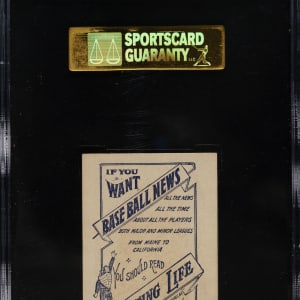 SPORTSCARD
GUARANTY LLC
IF YOU
WANT
BASE BALL NEWS
ALL THE NEWS
ALL THE TIME
ABOUT ALL THE PLAYERS
BOTH MAJOR AND MINOR LEAGUES
FROM MAINE TO
CALIFORNIA
YOU SHOULD READ
LIFE